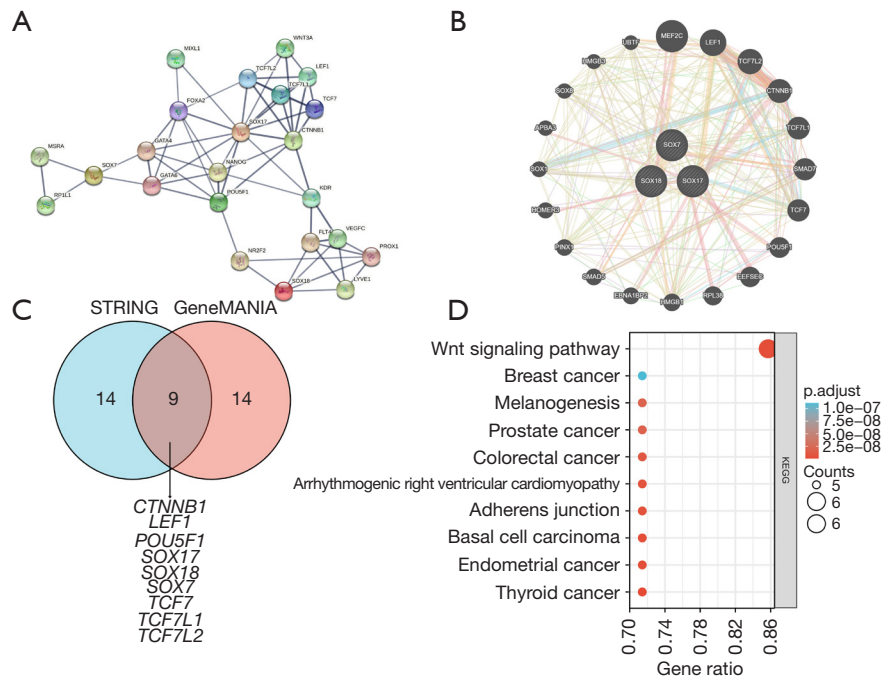 A
MIXL1
WNT3A
TCF7L2
LEF1
TCF7L1
TCF7
FOXA2
SOX17
CTNNB1
MSRA
GATA4
SOX7
NANOG
GATA6
RP1L1
POU5F1
KDR
NR2F2
FLT4
VEGFC
PROX1
SOX18
LYVE1
B
MEF2C
LEF1
UBTF
TCF7L2
HMGB3
CTNNB1
SOX8
APBA3
TCF7L1
SOX7
SOX1
SMAD7
SOX18
SOX17
HOMER3
TCF7
PINX1
POU5F1
SMAD5
EEFSEC
EBNA1BP2
RPL38
HMGB1
C
STRING GeneMANIA
14 9 14
CTNNB1
LEF1
POU5F1
SOX17
SOX18
SOX7
TCF7
TCF7L1
TCF7L2
D
Wnt signaling pathway
Breast cancer
Melanogenesis
Prostate cancer
Colorectal cancer
Arrhythmogenic right ventricular cardiomyopathy
Adherens junction
Basal cell carcinoma
Endometrial cancer
Thyroid cancer
KEGG
p.adjust
1.0e−07
7.5e−08
5.0e−08
2.5e−08
Counts
5
6
6
0.70 0.74 0.78 0.82 0.86
Gene ratio